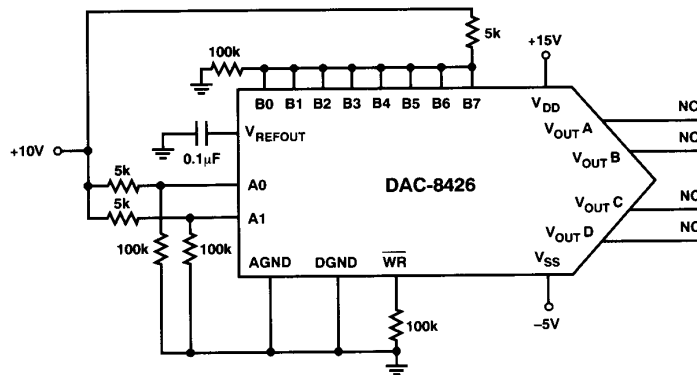 5k
+15V
100k
B0 B1 B2 B3 B4 B5 B6 B7
VDD
NC
VREFOUT
VOUT A
NC
0.1µF
VOUT B
+10V
5k
A0
DAC-8426
NC
5k
A1
VOUT C
NC
VOUT D
100k 100k
AGND DGND WR
VSS
100k
–5V